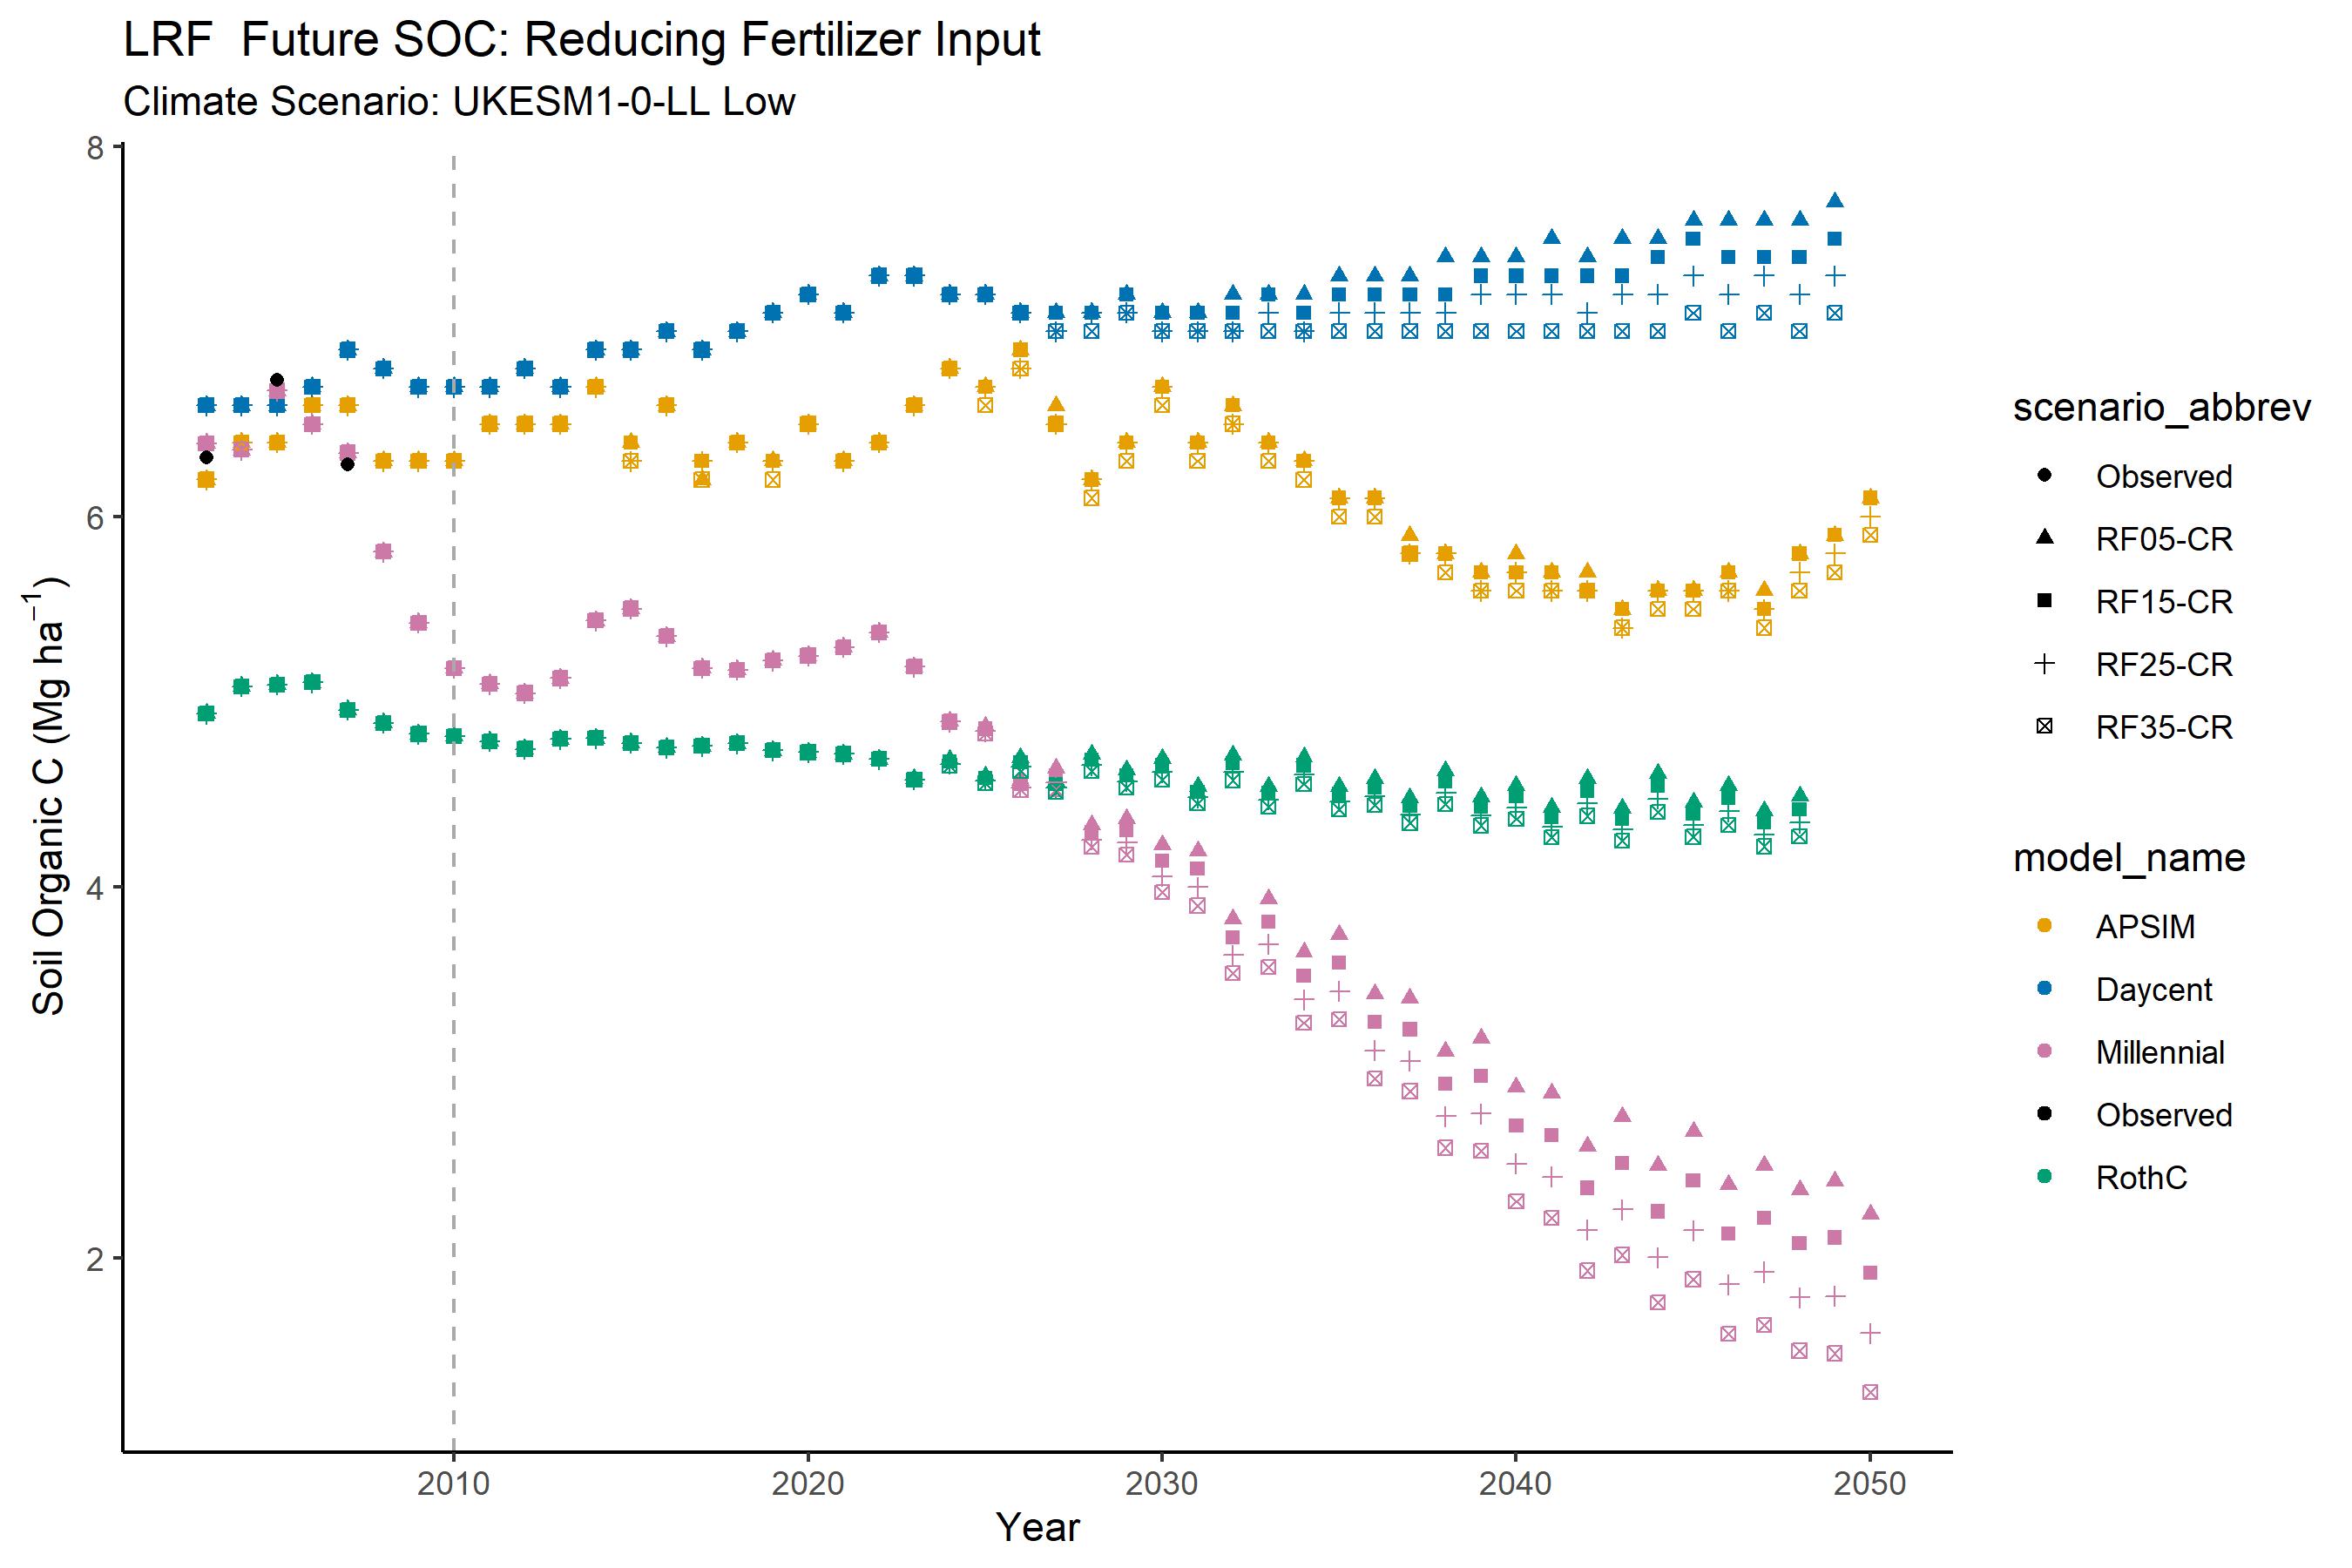 LRF  Future SOC: Reducing Fertilizer Input
Climate Scenario: UKESM1-0-LL Low
8
6
4
2
Soil Organic C (Mg ha⁻¹)
2010
2020
2030
2040
2050
Year
scenario_abbrev
Observed
RF05-CR
RF15-CR
RF25-CR
RF35-CR
model_name
APSIM
Daycent
Millennial
Observed
RothC